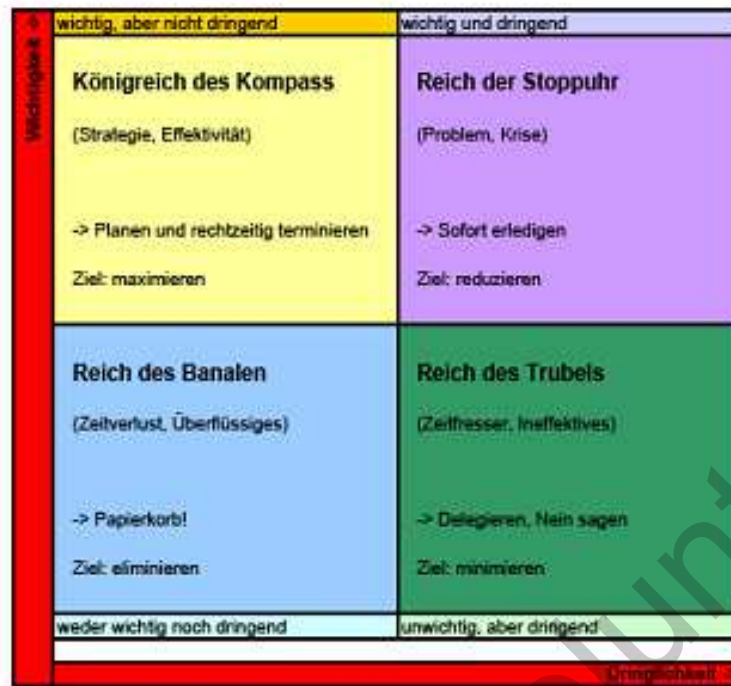 Wichtigkeit ->
wichtig, aber nicht dringend
wichtig und dringend
Königreich des Kompass
(Strategie, Effektivität)
-> Planen und rechtzeitig terminieren
Ziel: maximieren
Reich der Stoppuhr
(Problem, Krise)
-> Sofort erledigen
Ziel: reduzieren
Reich des Banalen
(Zeitverlust, Überflüssiges)
-> Papierkorb!
Ziel: eliminieren
Reich des Trubels
(Zeitfresser, Ineffektives)
-> Delegieren, Nein sagen
Ziel: minimieren
weder wichtig noch dringend
unwichtig, aber dringend
Dringlichkeit